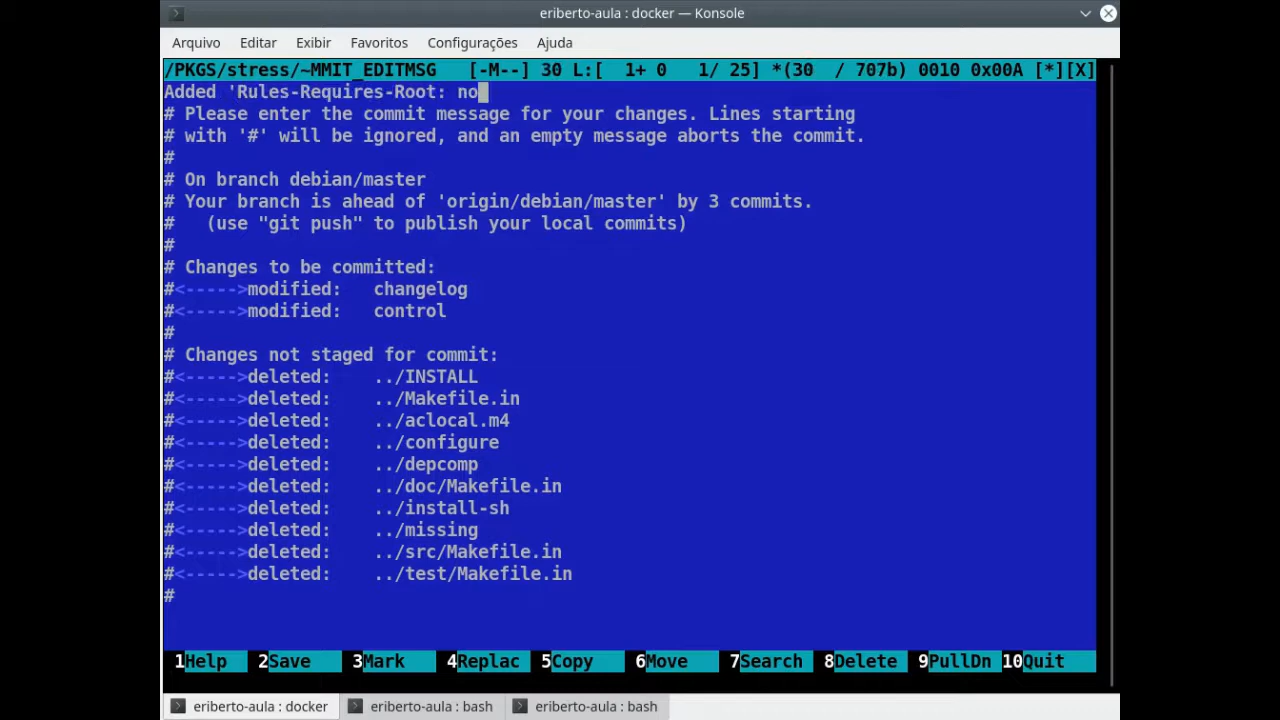 eriberto-aula : docker — Konsole
Arquivo Editar Exibir Favoritos Configurações Ajuda
/PKGS/stress/~MMIT_EDITMSG [-M--] 30 L:[ 1+ 0 1/ 25] *(30 / 707b) 0010 0x00A [*][X]
Added 'Rules-Requires-Root: no
# Please enter the commit message for your changes. Lines starting
# with '#' will be ignored, and an empty message aborts the commit.
#
# On branch debian/master
# Your branch is ahead of 'origin/debian/master' by 3 commits.
# (use "git push" to publish your local commits)
#
# Changes to be committed:
#<----->modified: changelog
#<----->modified: control
#
# Changes not staged for commit:
#<----->deleted: ../INSTALL
#<----->deleted: ../Makefile.in
#<----->deleted: ../aclocal.m4
#<----->deleted: ../configure
#<----->deleted: ../depcomp
#<----->deleted: ../doc/Makefile.in
#<----->deleted: ../install-sh
#<----->deleted: ../missing
#<----->deleted: ../src/Makefile.in
#<----->deleted: ../test/Makefile.in
#
1Help 2Save 3Mark 4Replac 5Copy 6Move 7Search 8Delete 9PullDn 10Quit
eriberto-aula : docker eriberto-aula : bash eriberto-aula : bash